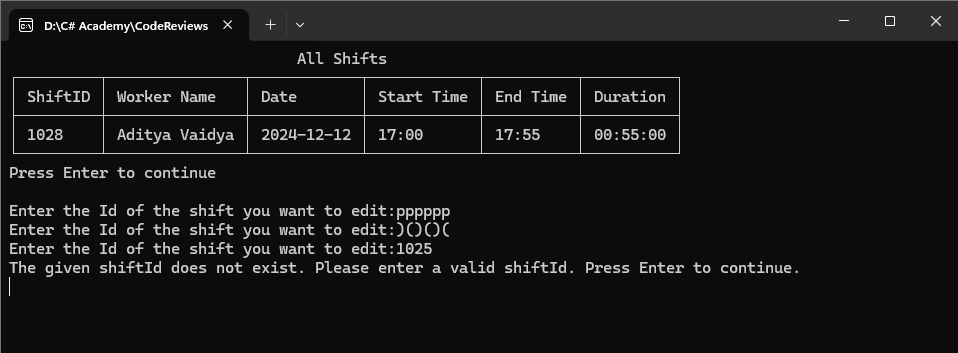 D:\C# Academy\CodeReviews
All Shifts
ShiftID Worker Name Date Start Time End Time Duration
1028 Aditya Vaidya 2024-12-12 17:00 17:55 00:55:00
Press Enter to continue
Enter the Id of the shift you want to edit:pppppp
Enter the Id of the shift you want to edit:)()()(
Enter the Id of the shift you want to edit:1025
The given shiftId does not exist. Please enter a valid shiftId. Press Enter to continue.